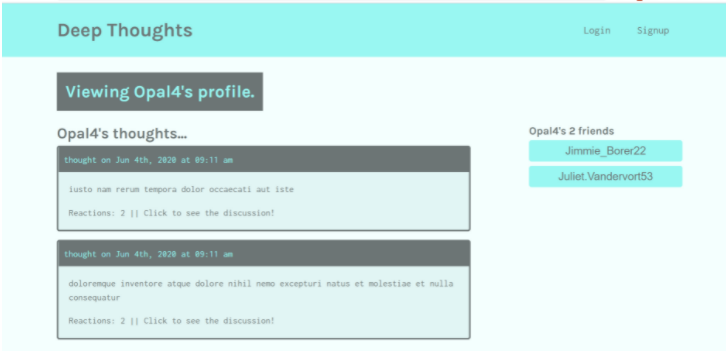 Deep Thoughts
Login Signup
Viewing Opal4's profile.
Opal4's thoughts...
thought on Jun 4th, 2020 at 09:11 am
iusto nam rerum tempora dolor occaecati aut iste
Reactions: 2 || Click to see the discussion!
thought on Jun 4th, 2020 at 09:11 am
doloremque inventore atque dolore nihil nemo excepturi natus et molestiae et nulla
consequatur
Reactions: 2 || Click to see the discussion!
Opal4's 2 friends
Jimmie_Borer22
Juliet.Vandervort53